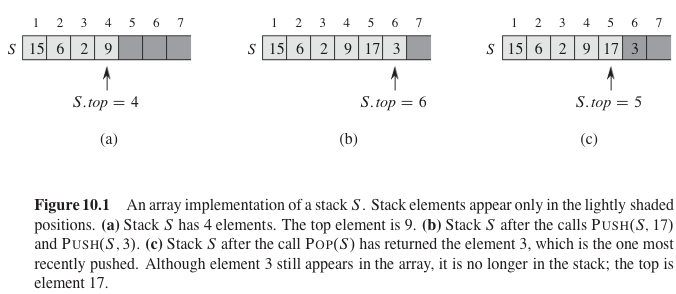 1 2 3 4 5 6 7
S 15 6 2 9
S.top = 4
(a)
1 2 3 4 5 6 7
S 15 6 2 9 17 3
S.top = 6
(b)
1 2 3 4 5 6 7
S 15 6 2 9 17 3
S.top = 5
(c)
Figure 10.1 An array implementation of a stack S. Stack elements appear only in the lightly shaded
positions. (a) Stack S has 4 elements. The top element is 9. (b) Stack S after the calls PUSH(S, 17)
and PUSH(S, 3). (c) Stack S after the call POP(S) has returned the element 3, which is the one most
recently pushed. Although element 3 still appears in the array, it is no longer in the stack; the top is
element 17.